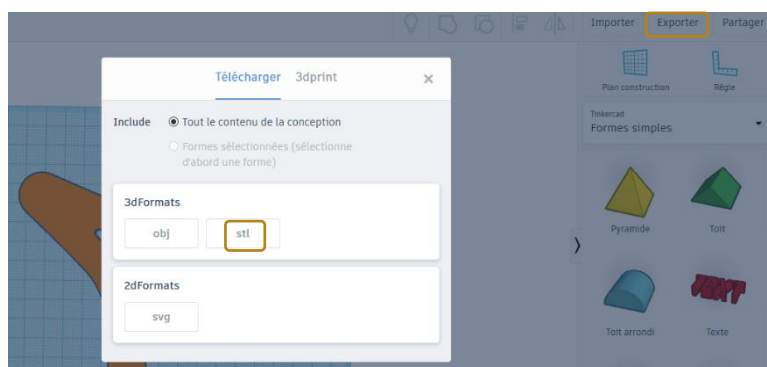 Importer Exporter Partager
Télécharger 3dprint ×
Plan construction Règle
Include Tout le contenu de la conception
Formes sélectionnées (sélectionne
d'abord une forme)
Tinkercad
Formes simples
3dFormats
obj stl
Pyramide Toit
2dFormats
svg
TEXT
Toit arrondi Texte